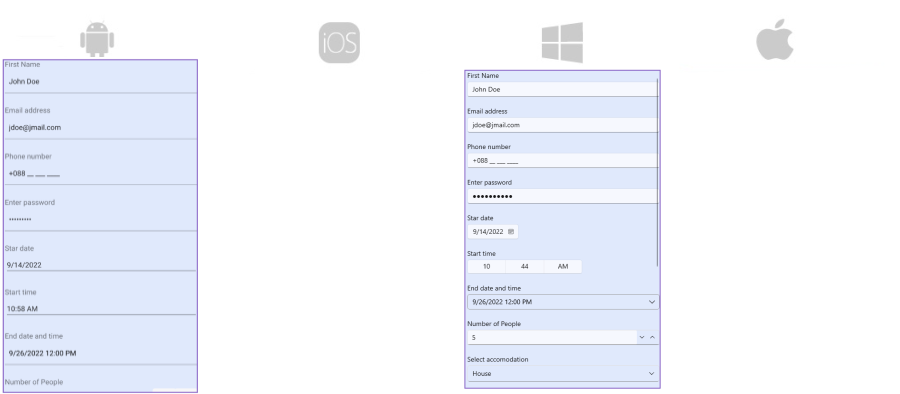 iOS
First Name
John Doe
Email address
jdoe@jmail.com
Phone number
+088 __ ___ ____
Enter password
•••••••••
Star date
9/14/2022
Start time
10:58 AM
End date and time
9/26/2022 12:00 PM
Number of People
First Name
John Doe
Email address
jdoe@jmail.com
Phone number
+088 __ ___ ____
Enter password
••••••••••
Star date
9/14/2022
Start time
10 44 AM
End date and time
9/26/2022 12:00 PM
Number of People
5
Select accomodation
House